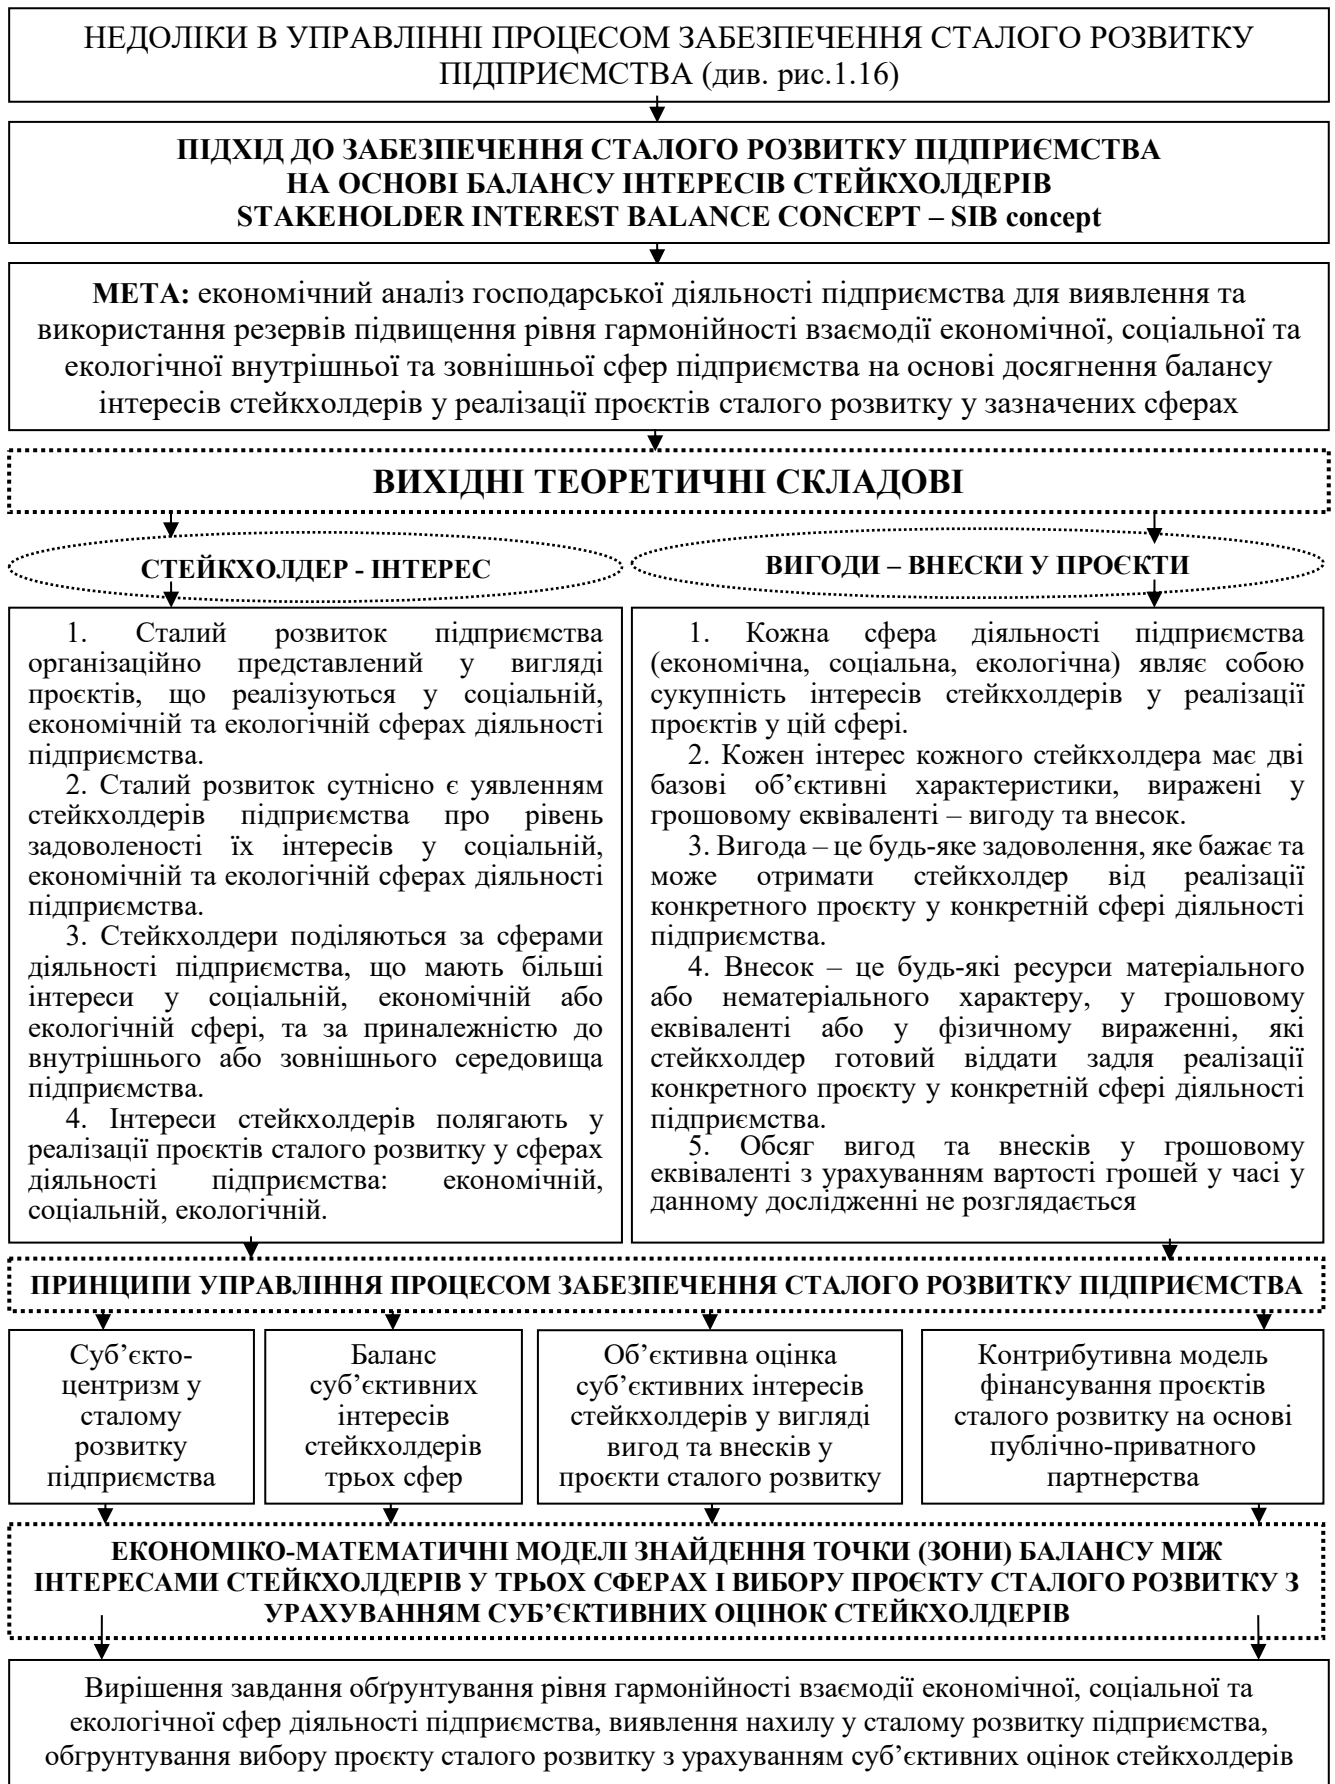 НЕДОЛІКИ В УПРАВЛІННІ ПРОЦЕСОМ ЗАБЕЗПЕЧЕННЯ СТАЛОГО РОЗВИТКУ
ПІДПРИЄМСТВА (див. рис.1.16)
ПІДХІД ДО ЗАБЕЗПЕЧЕННЯ СТАЛОГО РОЗВИТКУ ПІДПРИЄМСТВА
НА ОСНОВІ БАЛАНСУ ІНТЕРЕСІВ СТЕЙКХОЛДЕРІВ
STAKEHOLDER INTEREST BALANCE CONCEPT – SIB concept
МЕТА: економічний аналіз господарської діяльності підприємства для виявлення та
використання резервів підвищення рівня гармонійності взаємодії економічної, соціальної та
екологічної внутрішньої та зовнішньої сфер підприємства на основі досягнення балансу
інтересів стейкхолдерів у реалізації проєктів сталого розвитку у зазначених сферах
ВИХІДНІ ТЕОРЕТИЧНІ СКЛАДОВІ
СТЕЙКХОЛДЕР - ІНТЕРЕС
1. Сталий розвиток підприємства
організаційно представлений у вигляді
проєктів, що реалізуються у соціальній,
економічній та екологічній сферах діяльності
підприємства.
2. Сталий розвиток сутнісно є уявленням
стейкхолдерів підприємства про рівень
задоволеності їх інтересів у соціальній,
економічній та екологічній сферах діяльності
підприємства.
3. Стейкхолдери поділяються за сферами
діяльності підприємства, що мають більші
інтереси у соціальній, економічній або
екологічній сфері, та за приналежністю до
внутрішнього або зовнішнього середовища
підприємства.
4. Інтереси стейкхолдерів полягають у
реалізації проєктів сталого розвитку у сферах
діяльності підприємства: економічній,
соціальній, екологічній.
ВИГОДИ – ВНЕСКИ У ПРОЄКТИ
1. Кожна сфера діяльності підприємства
(економічна, соціальна, екологічна) являє собою
сукупність інтересів стейкхолдерів у реалізації
проєктів у цій сфері.
2. Кожен інтерес кожного стейкхолдера має дві
базові об’єктивні характеристики, виражені у
грошовому еквіваленті – вигоду та внесок.
3. Вигода – це будь-яке задоволення, яке бажає та
може отримати стейкхолдер від реалізації
конкретного проєкту у конкретній сфері діяльності
підприємства.
4. Внесок – це будь-які ресурси матеріального
або нематеріального характеру, у грошовому
еквіваленті або у фізичному вираженні, які
стейкхолдер готовий віддати задля реалізації
конкретного проєкту у конкретній сфері діяльності
підприємства.
5. Обсяг вигод та внесків у грошовому
еквіваленті з урахуванням вартості грошей у часі у
данному дослідженні не розглядається
ПРИНЦИПИ УПРАВЛІННЯ ПРОЦЕСОМ ЗАБЕЗПЕЧЕННЯ СТАЛОГО РОЗВИТКУ ПІДПРИЄМСТВА
Суб’єкто-
центризм у
сталому
розвитку
підприємства
Баланс
суб’єктивних
інтересів
стейкхолдерів
трьох сфер
Об’єктивна оцінка
суб’єктивних інтересів
стейкхолдерів у вигляді
вигод та внесків у
проєкти сталого розвитку
Контрибутивна модель
фінансування проєктів
сталого розвитку на основі
публічно-приватного
партнерства
ЕКОНОМІКО-МАТЕМАТИЧНІ МОДЕЛІ ЗНАЙДЕННЯ ТОЧКИ (ЗОНИ) БАЛАНСУ МІЖ
ІНТЕРЕСАМИ СТЕЙКХОЛДЕРІВ У ТРЬОХ СФЕРАХ І ВИБОРУ ПРОЄКТУ СТАЛОГО РОЗВИТКУ З
УРАХУВАННЯМ СУБ’ЄКТИВНИХ ОЦІНОК СТЕЙКХОЛДЕРІВ
Вирішення завдання обґрунтування рівня гармонійності взаємодії економічної, соціальної та
екологічної сфер діяльності підприємства, виявлення нахилу у сталому розвитку підприємства,
обгрунтування вибору проєкту сталого розвитку з урахуванням суб’єктивних оцінок стейкхолдерів